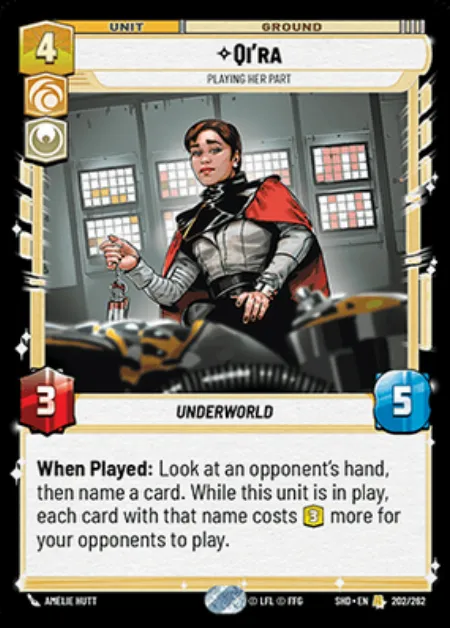 UNIT GROUND
4
QI'RA
PLAYING HER PART
3
UNDERWORLD
5
When Played: Look at an opponent's hand,
then name a card. While this unit is in play,
each card with that name costs 3 more for
your opponents to play.
AMELIE HUTT © LFL © FFG SHD•EN 202/262